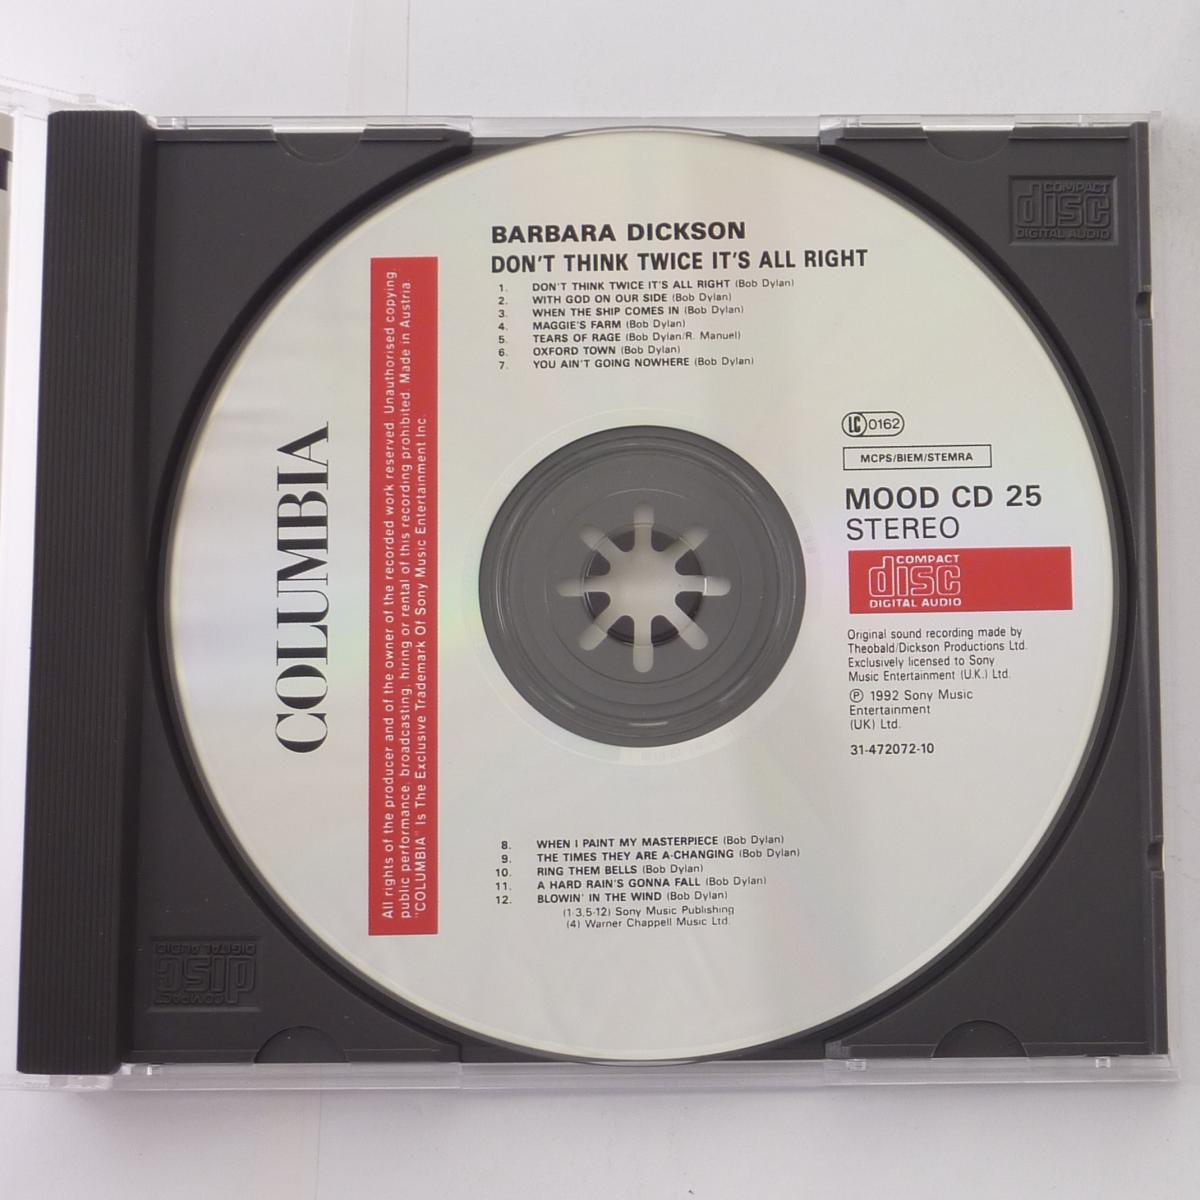 BARBARA DICKSON
DON'T THINK TWICE IT'S ALL RIGHT
1. DON'T THINK TWICE IT'S ALL RIGHT (Bob Dylan)
2. WITH GOD ON OUR SIDE (Bob Dylan)
3. WHEN THE SHIP COMES IN (Bob Dylan)
4. MAGGIE'S FARM (Bob Dylan)
5. TEARS OF RAGE (Bob Dylan/R. Manuel)
6. OXFORD TOWN (Bob Dylan)
7. YOU AIN'T GOING NOWHERE (Bob Dylan)
COLUMBIA
All rights of the producer and of the owner of the recorded work reserved. Unauthorised copying,
public performance, broadcasting, hiring or rental of this recording prohibited. Made in Austria.
"COLUMBIA" Is The Exclusive Trademark Of Sony Music Entertainment Inc.
LC 0162
MCPS/BIEM/STEMRA
MOOD CD 25
STEREO
COMPACT
disc
DIGITAL AUDIO
Original sound recording made by
Theobald/Dickson Productions Ltd.
Exclusively licensed to Sony
Music Entertainment (U.K.) Ltd.
℗ 1992 Sony Music
Entertainment
(UK) Ltd.
31-472072-10
8. WHEN I PAINT MY MASTERPIECE (Bob Dylan)
9. THE TIMES THEY ARE A-CHANGING (Bob Dylan)
10. RING THEM BELLS (Bob Dylan)
11. A HARD RAIN'S GONNA FALL (Bob Dylan)
12. BLOWIN' IN THE WIND (Bob Dylan)
(1-3,5-12) Sony Music Publishing
(4) Warner Chappell Music Ltd.
COMPACT
disc
DIGITAL AUDIO
COMPACT
disc
DIGITAL AUDIO